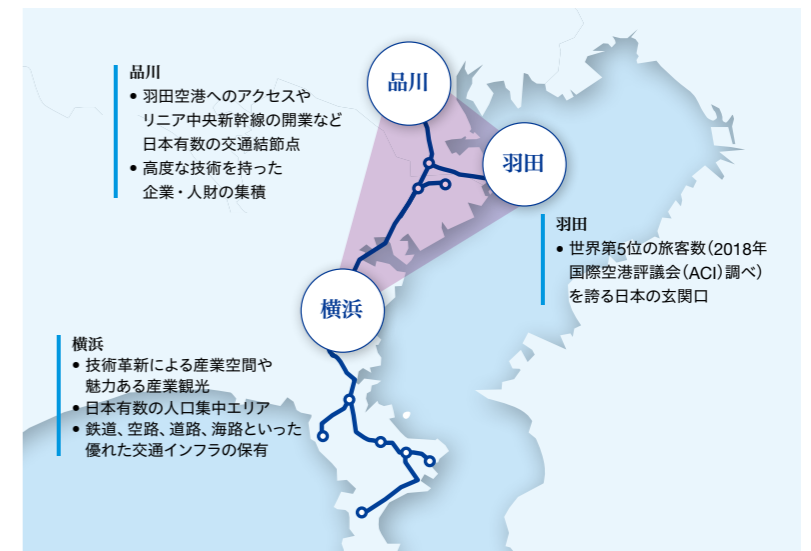 品川
• 羽田空港へのアクセスや
リニア中央新幹線の開業など
日本有数の交通結節点
• 高度な技術を持った
企業・人財の集積
品川
羽田
羽田
• 世界第5位の旅客数(2018年
国際空港評議会(ACI)調べ)
を誇る日本の玄関口
横浜
横浜
• 技術革新による産業空間や
魅力ある産業観光
• 日本有数の人口集中エリア
• 鉄道、空路、道路、海路といった
優れた交通インフラの保有